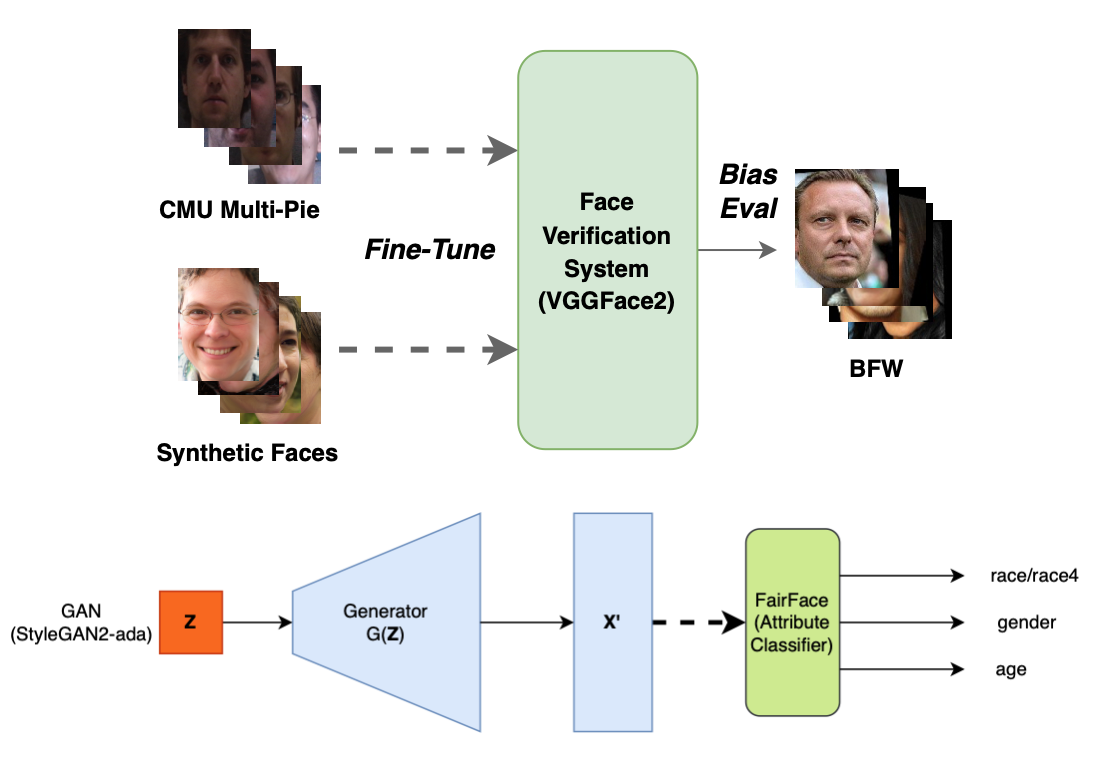 CMU Multi-Pie
Fine-Tune
Synthetic Faces
Face
Verification
System
(VGGFace2)
Bias
Eval
BFW
GAN
(StyleGAN2-ada)
Z
Generator
G(Z)
X'
FairFace
(Attribute
Classifier)
race/race4
gender
age